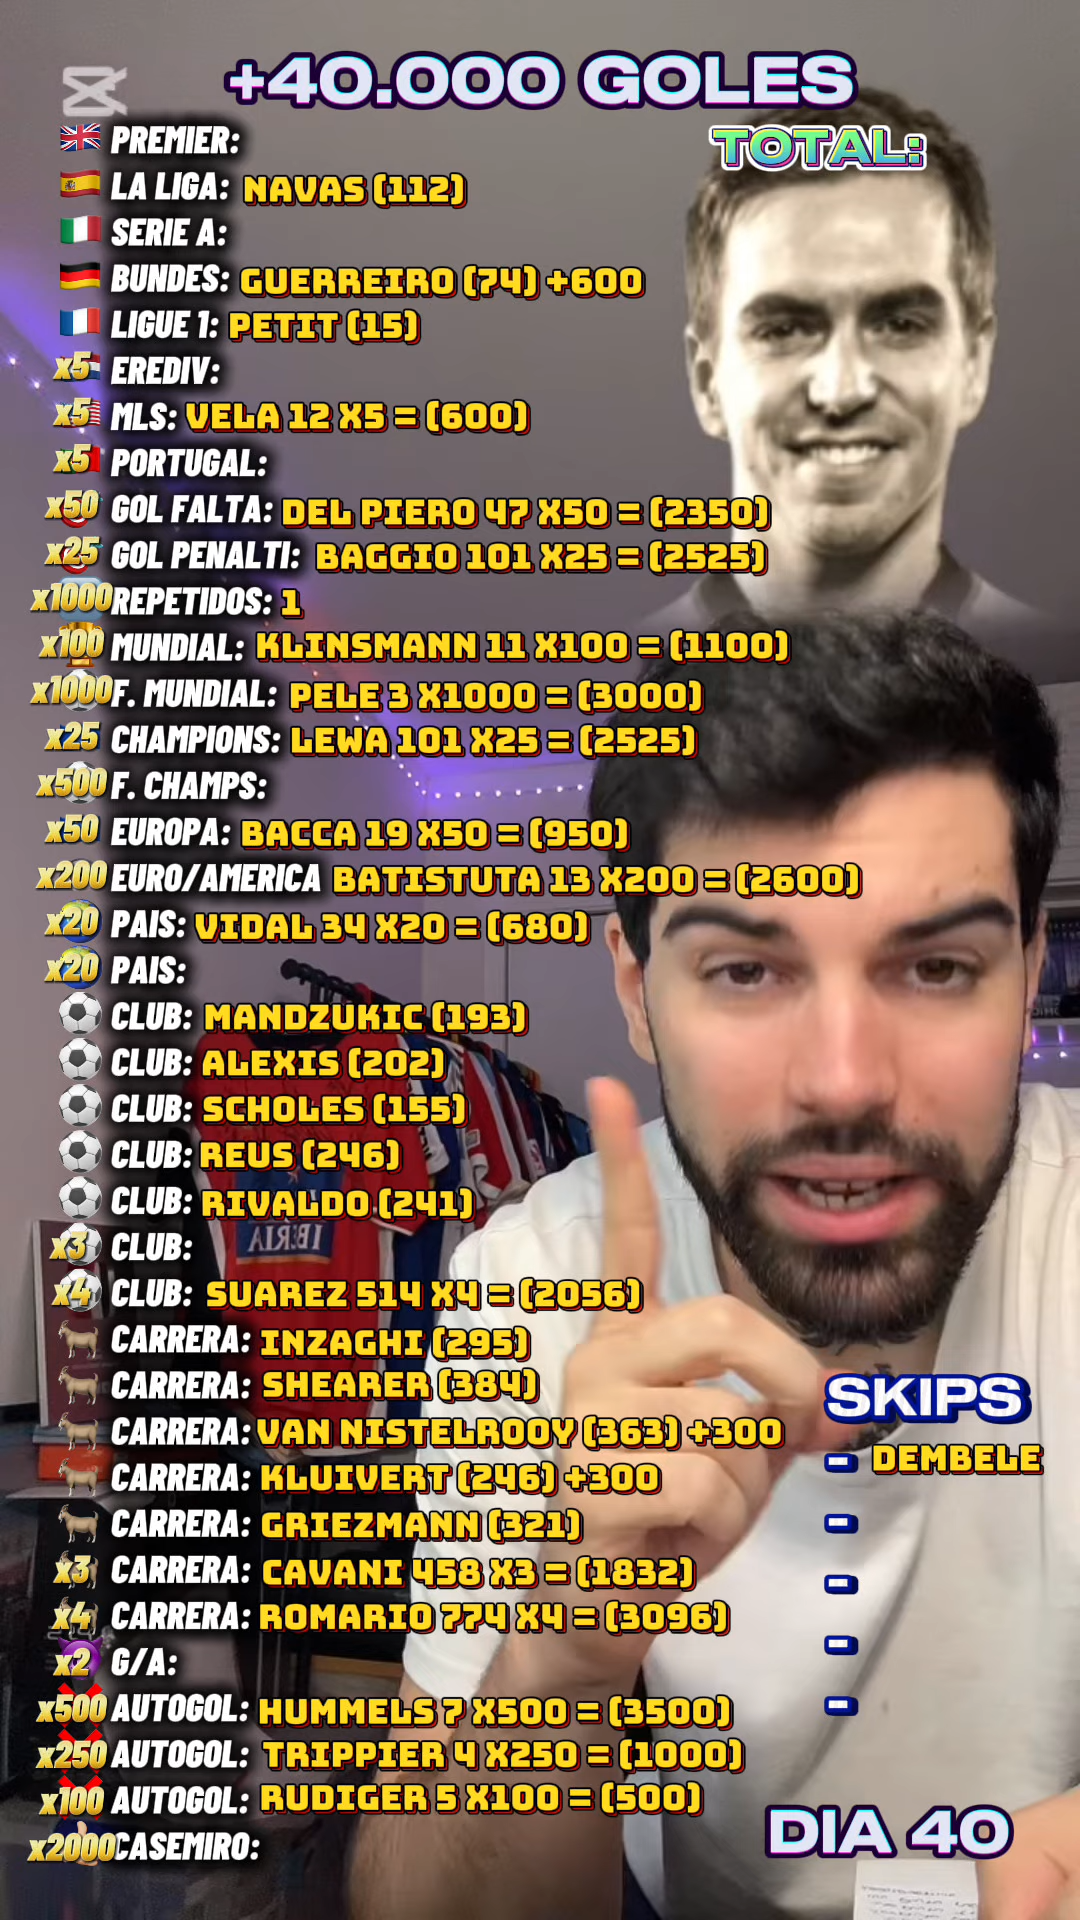 +40.000 GOLES
TOTAL:
PREMIER:
LA LIGA: NAVAS (112)
SERIE A:
BUNDES: GUERREIRO (74) +600
LIGUE 1: PETIT (15)
x5 EREDIV:
x5 MLS: VELA 12 X5 = (600)
x5 PORTUGAL:
x50 GOL FALTA: DEL PIERO 47 X50 = (2350)
x25 GOL PENALTI: BAGGIO 101 X25 = (2525)
x1000 REPETIDOS: 1
x100 MUNDIAL: KLINSMANN 11 X100 = (1100)
x1000 F. MUNDIAL: PELE 3 X1000 = (3000)
x25 CHAMPIONS: LEWA 101 X25 = (2525)
x500 F. CHAMPS:
x50 EUROPA: BACCA 19 X50 = (950)
x200 EURO/AMERICA BATISTUTA 13 X200 = (2600)
x20 PAIS: VIDAL 34 X20 = (680)
x20 PAIS:
CLUB: MANDZUKIC (193)
CLUB: ALEXIS (202)
CLUB: SCHOLES (155)
CLUB: REUS (246)
CLUB: RIVALDO (241)
IBERIA
x3 CLUB:
x4 CLUB: SUAREZ 514 X4 = (2056)
CARRERA: INZAGHI (295)
CARRERA: SHEARER (384)
CARRERA: VAN NISTELROOY (363) +300
CARRERA: KLUIVERT (246) +300
CARRERA: GRIEZMANN (321)
x3 CARRERA: CAVANI 458 X3 = (1832)
x4 CARRERA: ROMARIO 774 X4 = (3096)
x2 G/A:
x500 AUTOGOL: HUMMELS 7 X500 = (3500)
x250 AUTOGOL: TRIPPIER 4 X250 = (1000)
x100 AUTOGOL: RUDIGER 5 X100 = (500)
x2000 CASEMIRO:
SKIPS
- DEMBELE
-
-
-
-
DIA 40